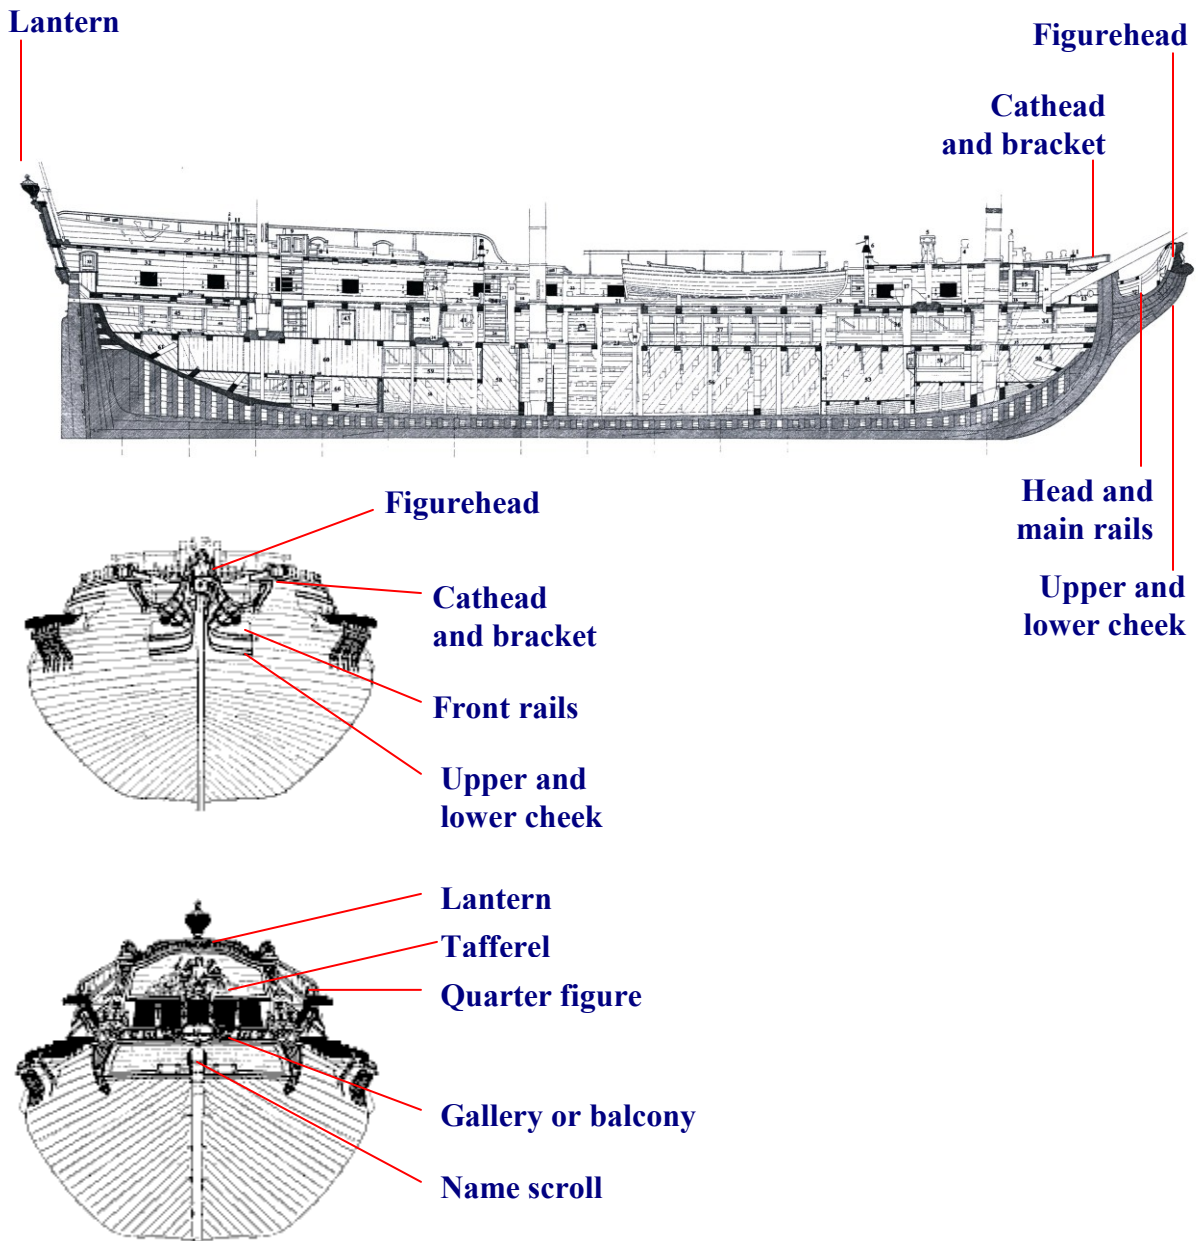 Lantern
Figurehead
Cathead
and bracket
Head and
main rails
Upper and
lower cheek
Figurehead
Cathead
and bracket
Front rails
Upper and
lower cheek
Lantern
Tafferel
Quarter figure
Gallery or balcony
Name scroll